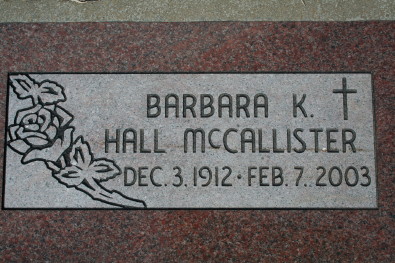 BARBARA K.
HALL McCALLISTER
DEC. 3. 1912 · FEB. 7. 2003